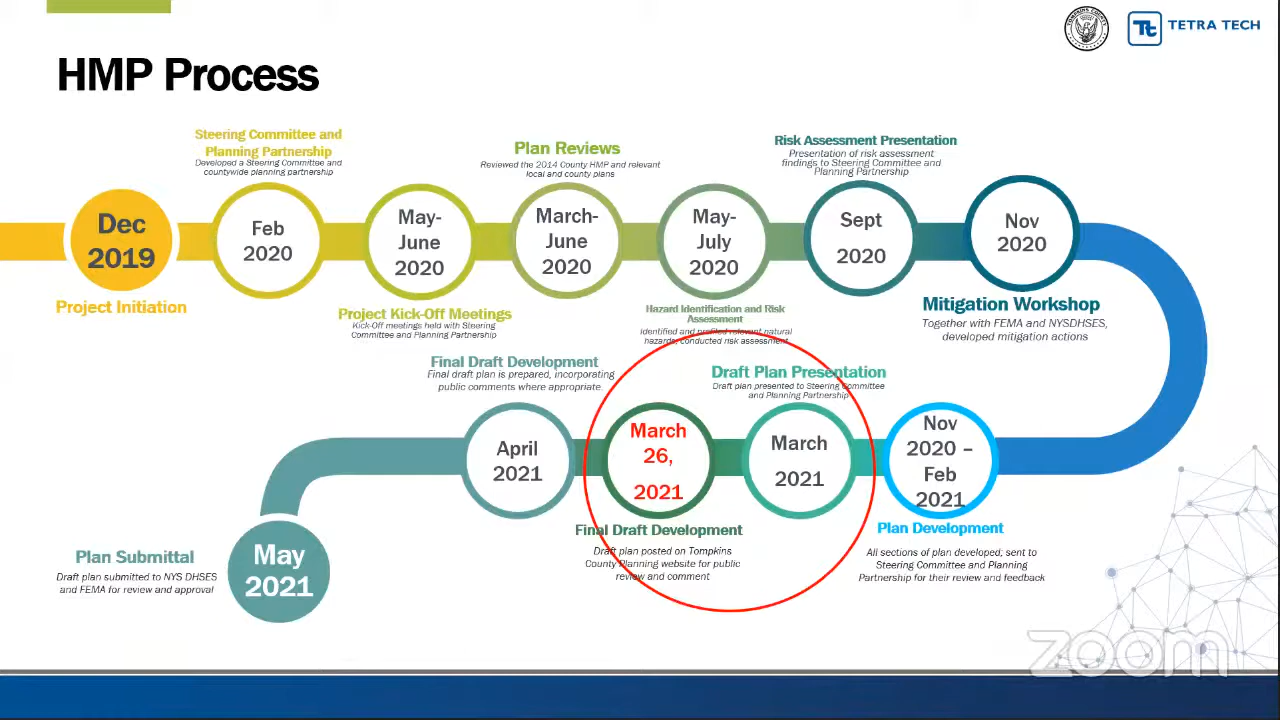 TOMPKINS COUNTY
Tt TETRA TECH
HMP Process
Steering Committee and
Planning Partnership
Developed a Steering Committee and
countywide planning partnership
Plan Reviews
Reviewed the 2014 County HMP and relevant
local and county plans
Risk Assessment Presentation
Presentation of risk assessment
findings to Steering Committee and
Planning Partnership
Dec
2019
Feb
2020
May-
June
2020
March-
June
2020
May-
July
2020
Sept
2020
Nov
2020
Project Initiation
Project Kick-Off Meetings
Kick-Off meetings held with Steering
Committee and Planning Partnership
Hazard Identification and Risk
Assessment
Identified and profiled relevant natural
hazards; conducted risk assessment
Mitigation Workshop
Together with FEMA and NYSDHSES,
developed mitigation actions
Final Draft Development
Final draft plan is prepared, incorporating
public comments where appropriate
Draft Plan Presentation
Draft plan presented to Steering Committee
and Planning Partnership
April
2021
March
26,
2021
March
2021
Nov
2020 –
Feb
2021
Final Draft Development
Draft plan posted on Tompkins
County Planning website for public
review and comment
Plan Development
All sections of plan developed; sent to
Steering Committee and Planning
Partnership for their review and feedback
Plan Submittal
Draft plan submitted to NYS DHSES
and FEMA for review and approval
May
2021
zoom